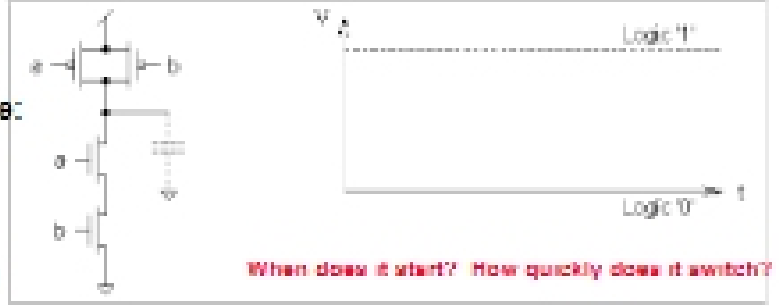 V
Logic '1'
a
b
a
t
Logic '0'
b
When does it start? How quickly does it switch?